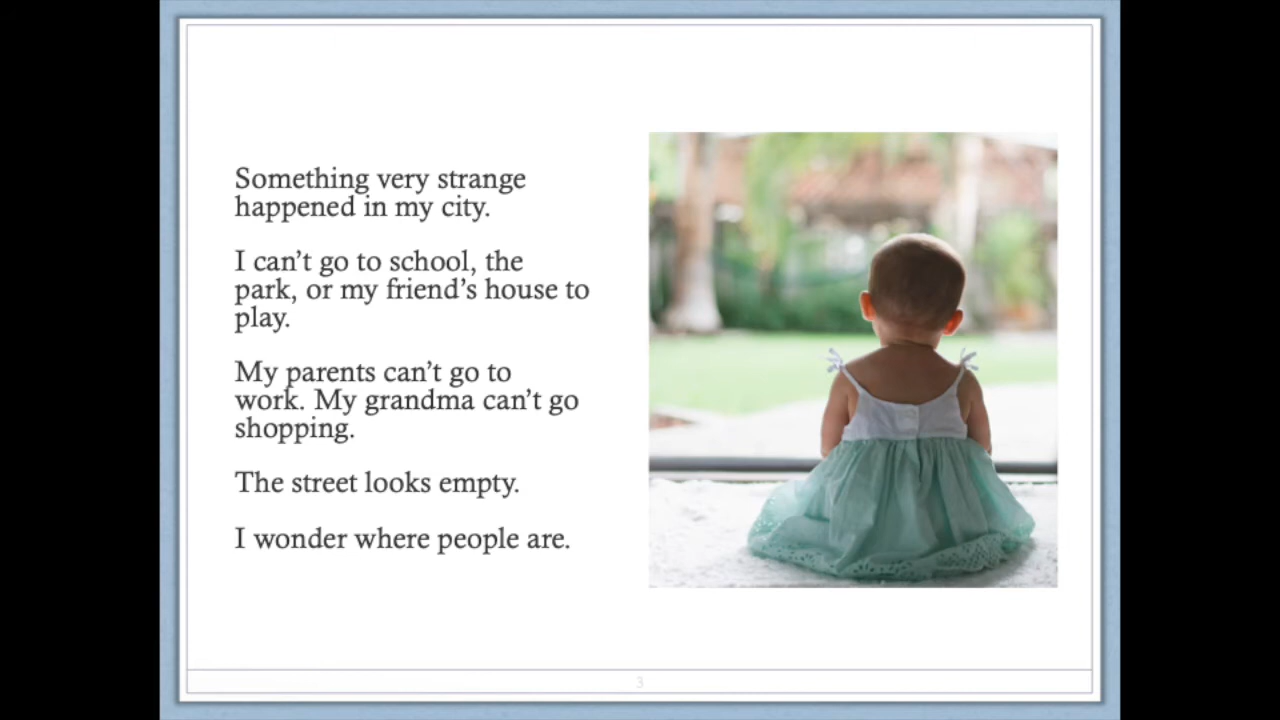 Something very strange
happened in my city.
I can’t go to school, the
park, or my friend’s house to
play.
My parents can’t go to
work. My grandma can’t go
shopping.
The street looks empty.
I wonder where people are.
3